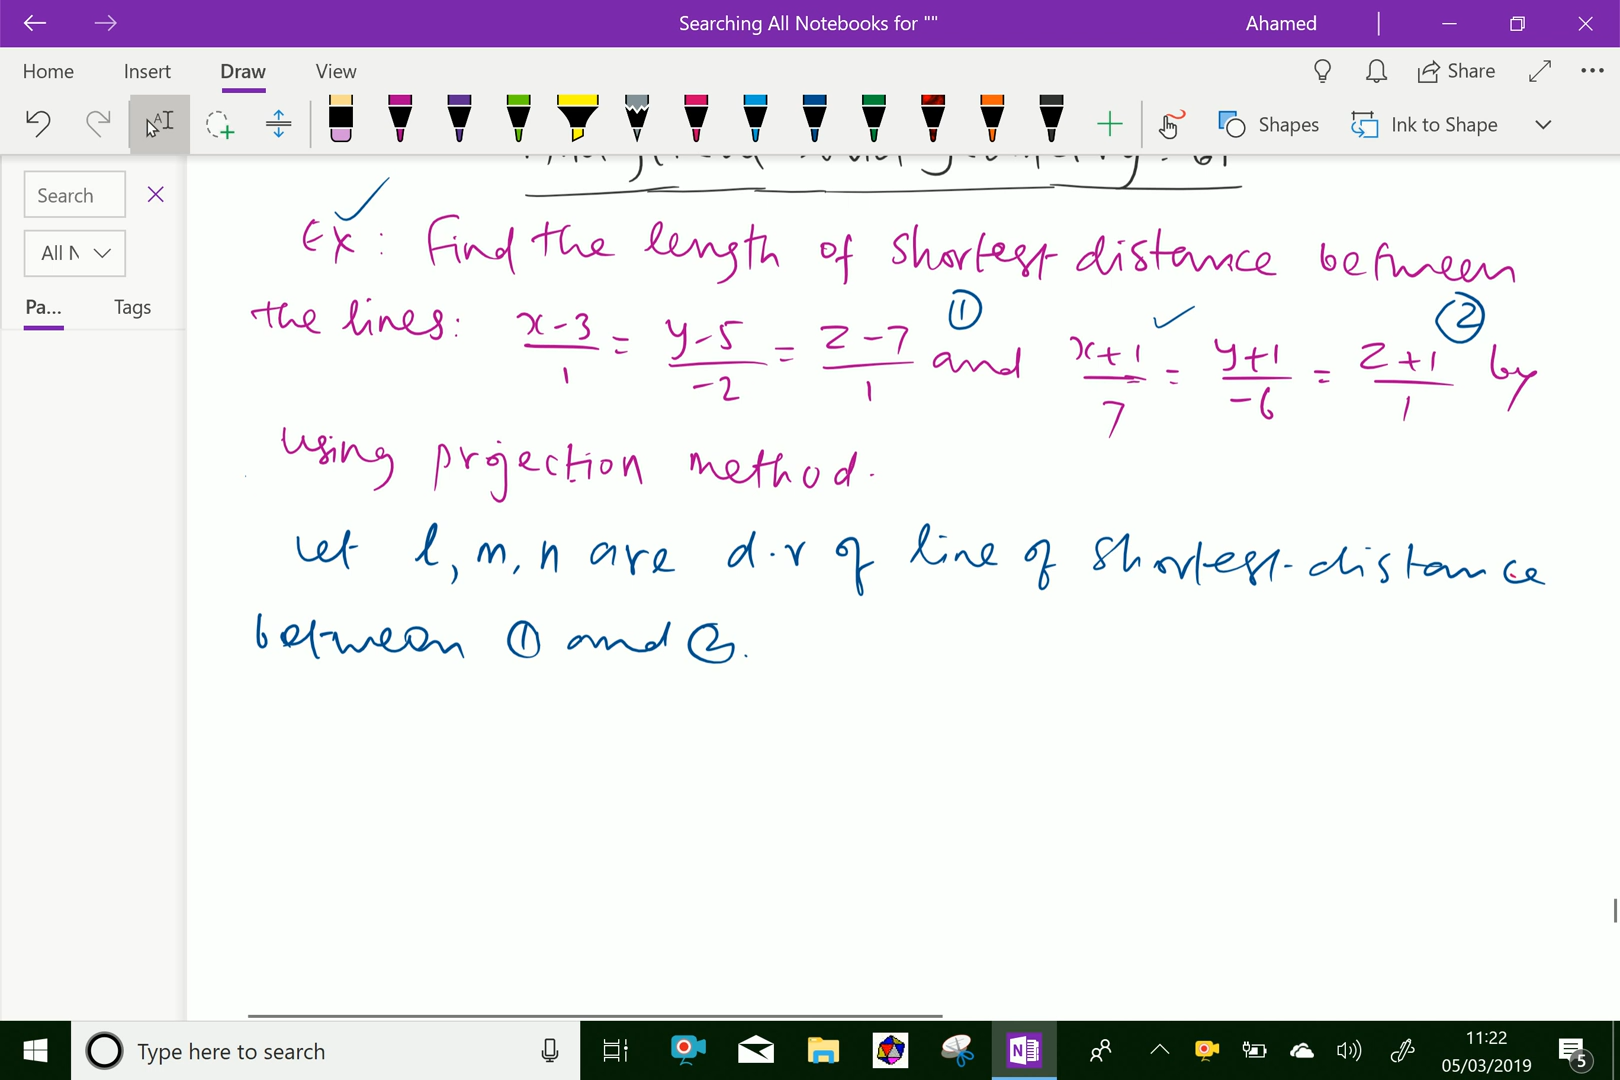 Searching All Notebooks for ""
Ahamed
Home Insert Draw View
Share
Shapes
Ink to Shape
Search
All N
Pa... Tags
Ex: Find the length of shortest distance between
the lines: x-3/1 = y-5/-2 = z-7/1 ① and x+1/7 = y+1/-6 = z+1/1 ② by
using projection method.
Let l, m, n are d.r of line of shortest distance
between ① and ②.
Type here to search
11:22
05/03/2019
5